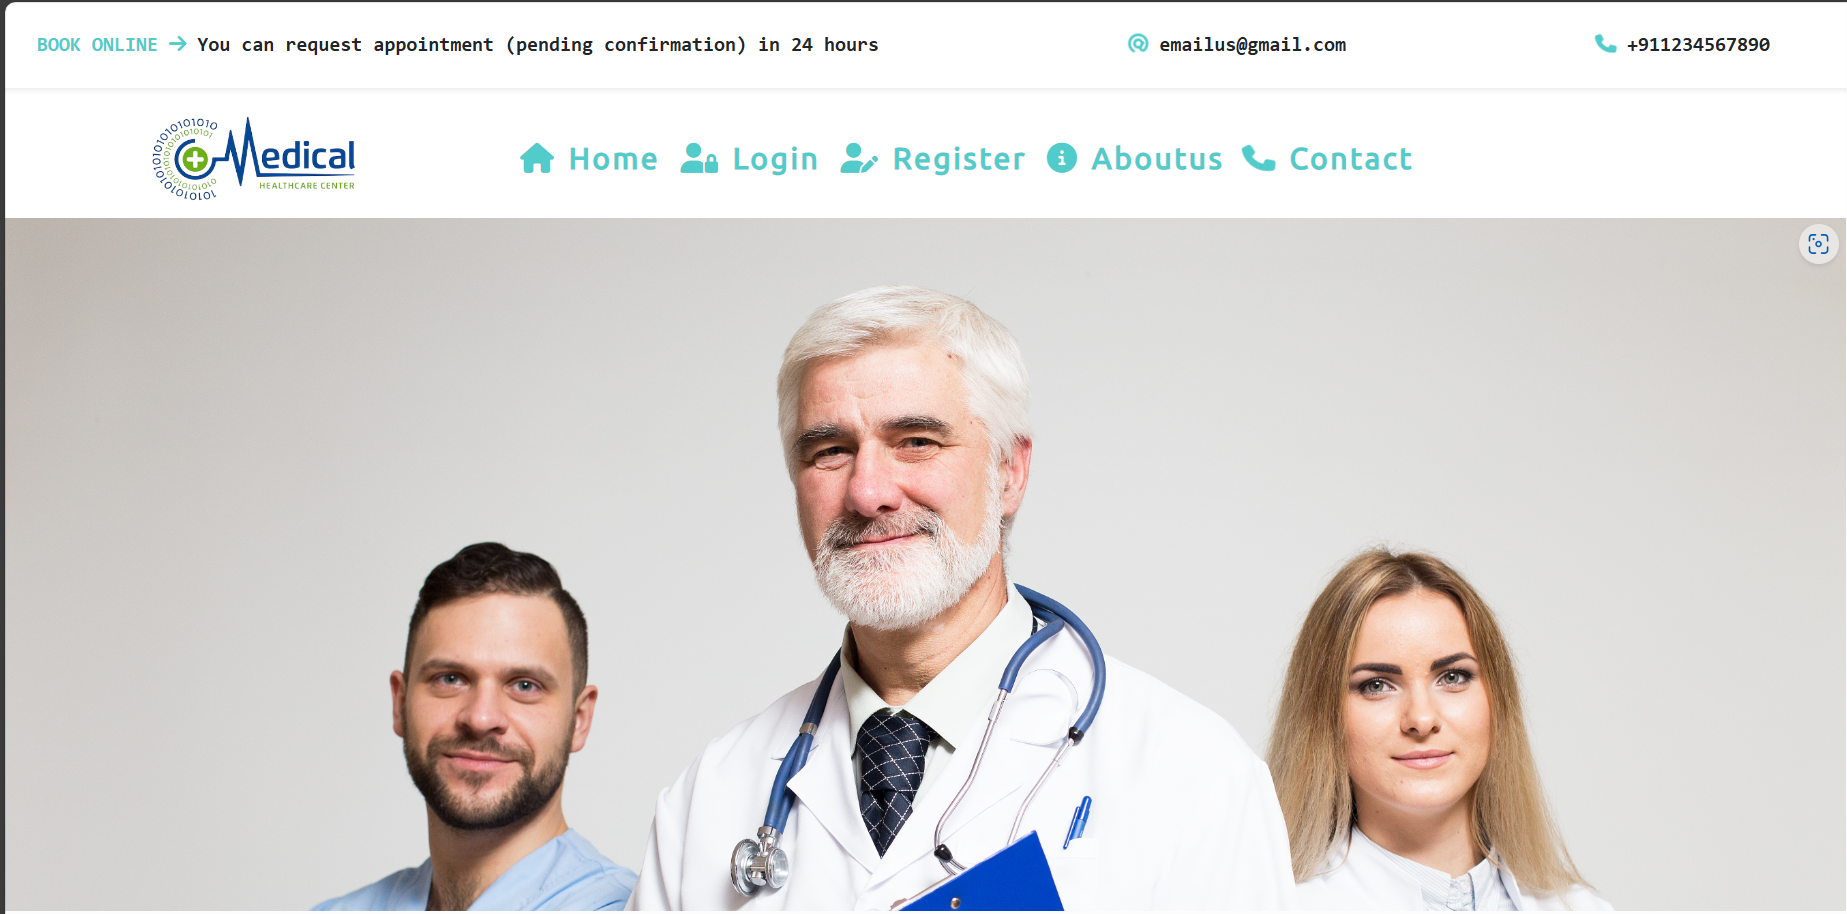 BOOK ONLINE → You can request appointment (pending confirmation) in 24 hours
emailus@gmail.com
+911234567890
Medical
HEALTHCARE CENTER
Home
Login
Register
Aboutus
Contact